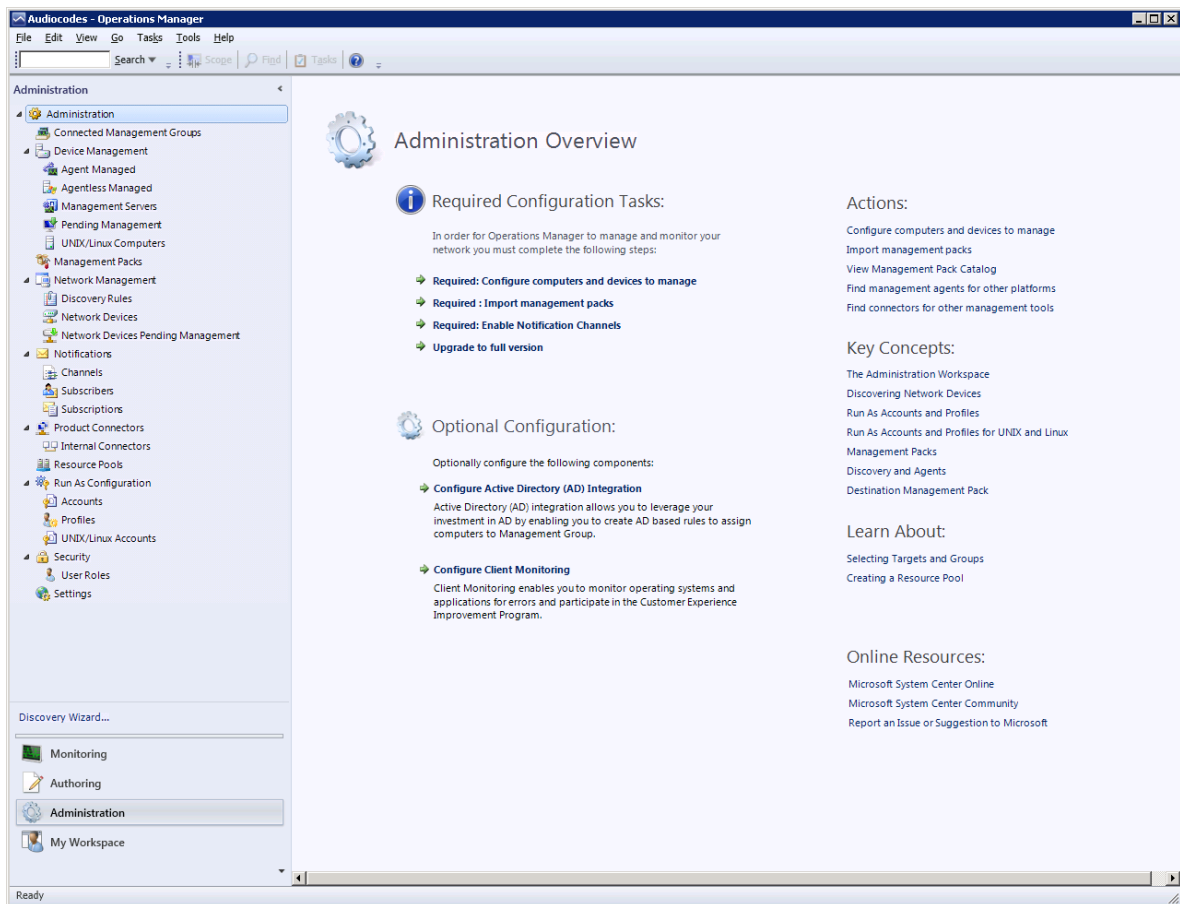 Audiocodes - Operations Manager
File Edit View Go Tasks Tools Help
Search Scope Find Tasks
Administration
Administration
Connected Management Groups
Device Management
Agent Managed
Agentless Managed
Management Servers
Pending Management
UNIX/Linux Computers
Management Packs
Network Management
Discovery Rules
Network Devices
Network Devices Pending Management
Notifications
Channels
Subscribers
Subscriptions
Product Connectors
Internal Connectors
Resource Pools
Run As Configuration
Accounts
Profiles
UNIX/Linux Accounts
Security
User Roles
Settings
Discovery Wizard...
Monitoring
Authoring
Administration
My Workspace
Administration Overview
Required Configuration Tasks:
In order for Operations Manager to manage and monitor your
network you must complete the following steps:
Required: Configure computers and devices to manage
Required : Import management packs
Required: Enable Notification Channels
Upgrade to full version
Optional Configuration:
Optionally configure the following components:
Configure Active Directory (AD) Integration
Active Directory (AD) integration allows you to leverage your
investment in AD by enabling you to create AD based rules to assign
computers to Management Group.
Configure Client Monitoring
Client Monitoring enables you to monitor operating systems and
applications for errors and participate in the Customer Experience
Improvement Program.
Actions:
Configure computers and devices to manage
Import management packs
View Management Pack Catalog
Find management agents for other platforms
Find connectors for other management tools
Key Concepts:
The Administration Workspace
Discovering Network Devices
Run As Accounts and Profiles
Run As Accounts and Profiles for UNIX and Linux
Management Packs
Discovery and Agents
Destination Management Pack
Learn About:
Selecting Targets and Groups
Creating a Resource Pool
Online Resources:
Microsoft System Center Online
Microsoft System Center Community
Report an Issue or Suggestion to Microsoft
Ready